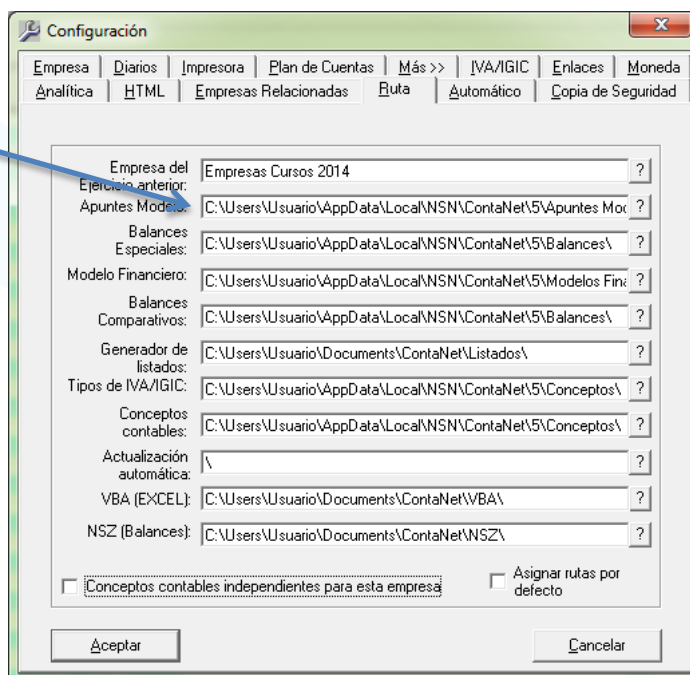 Configuración
Empresa Diarios Impresora Plan de Cuentas Más >> IVA/IGIC Enlaces Moneda
Analítica HTML Empresas Relacionadas Ruta Automático Copia de Seguridad
Empresa del
Ejercicio anterior:
Empresas Cursos 2014 ?
Apuntes Modelo: C:\Users\Usuario\AppData\Local\NSN\ContaNet\5\Apuntes Moc ?
Balances
Especiales:
C:\Users\Usuario\AppData\Local\NSN\ContaNet\5\Balances\ ?
Modelo Financiero: C:\Users\Usuario\AppData\Local\NSN\ContaNet\5\Modelos Fina ?
Balances
Comparativos:
C:\Users\Usuario\AppData\Local\NSN\ContaNet\5\Balances\ ?
Generador de
listados:
C:\Users\Usuario\Documents\ContaNet\Listados\ ?
Tipos de IVA/IGIC: C:\Users\Usuario\AppData\Local\NSN\ContaNet\5\Conceptos\ ?
Conceptos
contables:
C:\Users\Usuario\AppData\Local\NSN\ContaNet\5\Conceptos\ ?
Actualización
automática:
\ ?
VBA (EXCEL): C:\Users\Usuario\Documents\ContaNet\VBA\ ?
NSZ (Balances): C:\Users\Usuario\Documents\ContaNet\NSZ\ ?
Conceptos contables independientes para esta empresa
Asignar rutas por
defecto
Aceptar Cancelar